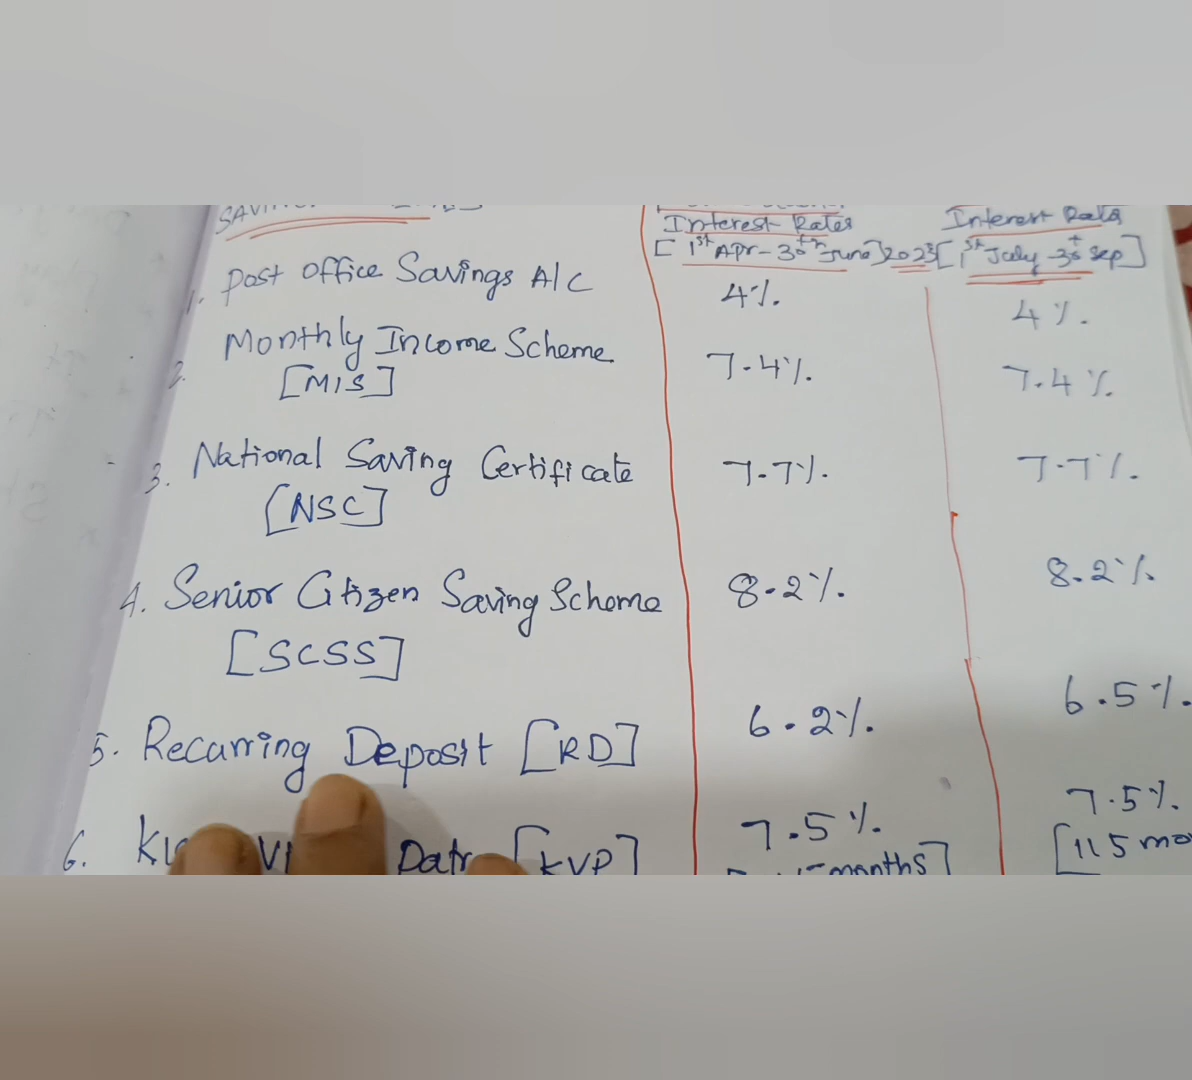 Interest Rates Interest Rates
[1st Apr - 30th June] 2023 [1st July - 30t Sep]
1. Post Office Savings A/C 4%. 4%.
2. Monthly Income Scheme 7.4%. 7.4%.
[MIS]
3. National Saving Certificate 7.7%. 7.7%.
[NSC]
4. Senior Citizen Saving Scheme 8.2%. 8.2%.
[SCSS]
5. Recurring Deposit [RD] 6.2%. 6.5%.
6. [KVP] 7.5%. 7.5%.
months] [115 mo